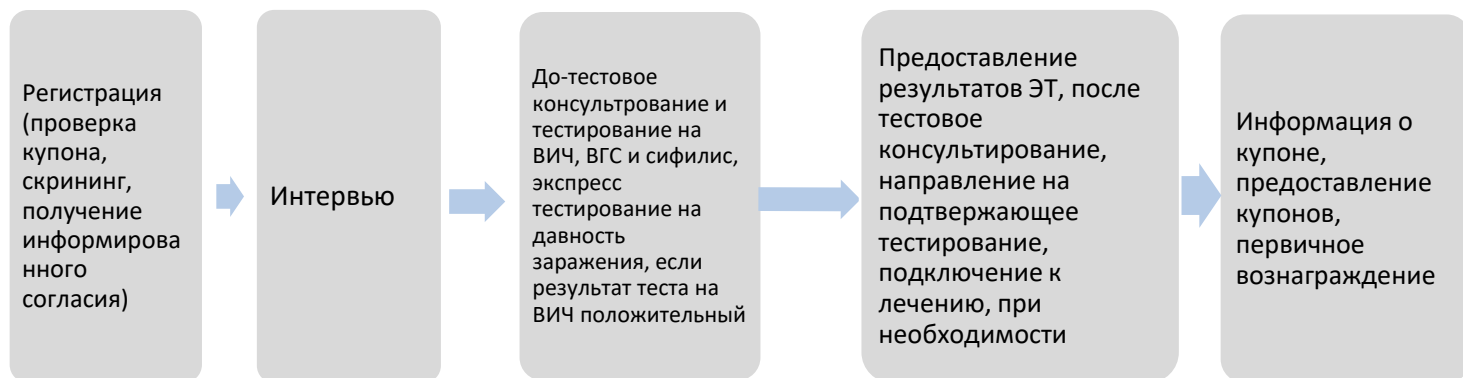 Регистрация
(проверка
купона,
скрининг,
получение
информирова
нного
согласия)
Интервью
До-тестовое
консультрование и
тестирование на
ВИЧ, ВГС и сифилис,
экспресс
тестирование на
давность
заражения, если
результат теста на
ВИЧ положительный
Предоставление
результатов ЭТ, после
тестовое
консультирование,
направление на
подтвержающее
тестирование,
подключение к
лечению, при
необходимости
Информация о
купоне,
предоставление
купонов,
первичное
вознаграждение